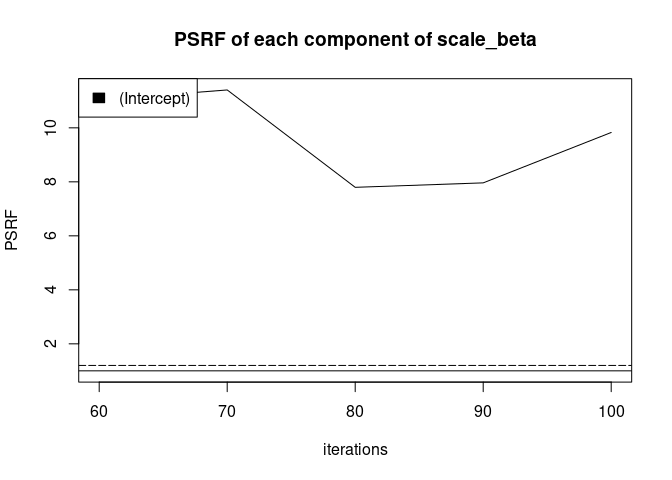 PSRF of each component of scale_beta
(Intercept)
10
8
6
4
2
PSRF
60 70 80 90 100
iterations